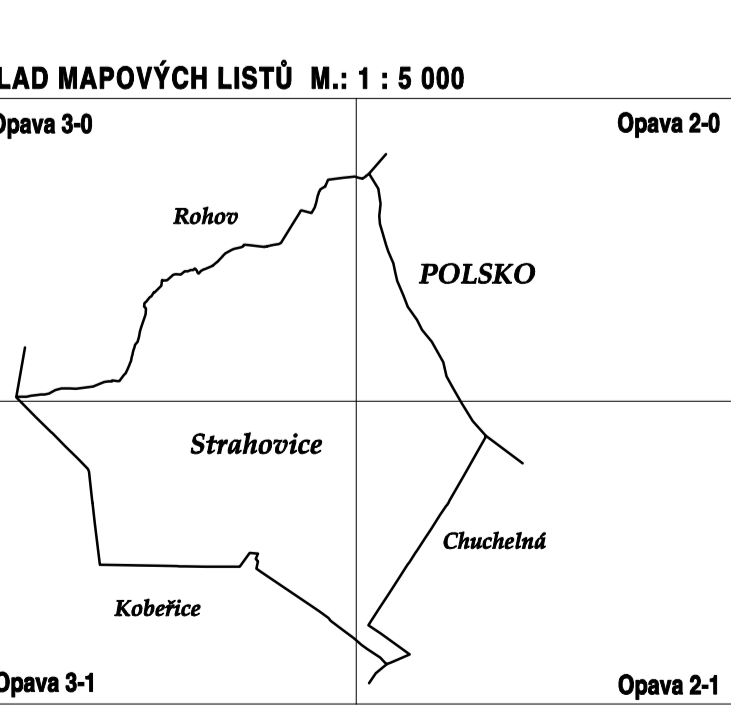 LAD MAPOVÝCH LISTŮ M.: 1 : 5 000
Opava 3-0
Opava 2-0
Rohov
POLSKO
Strahovice
Chuchelná
Kobeřice
Opava 3-1
Opava 2-1